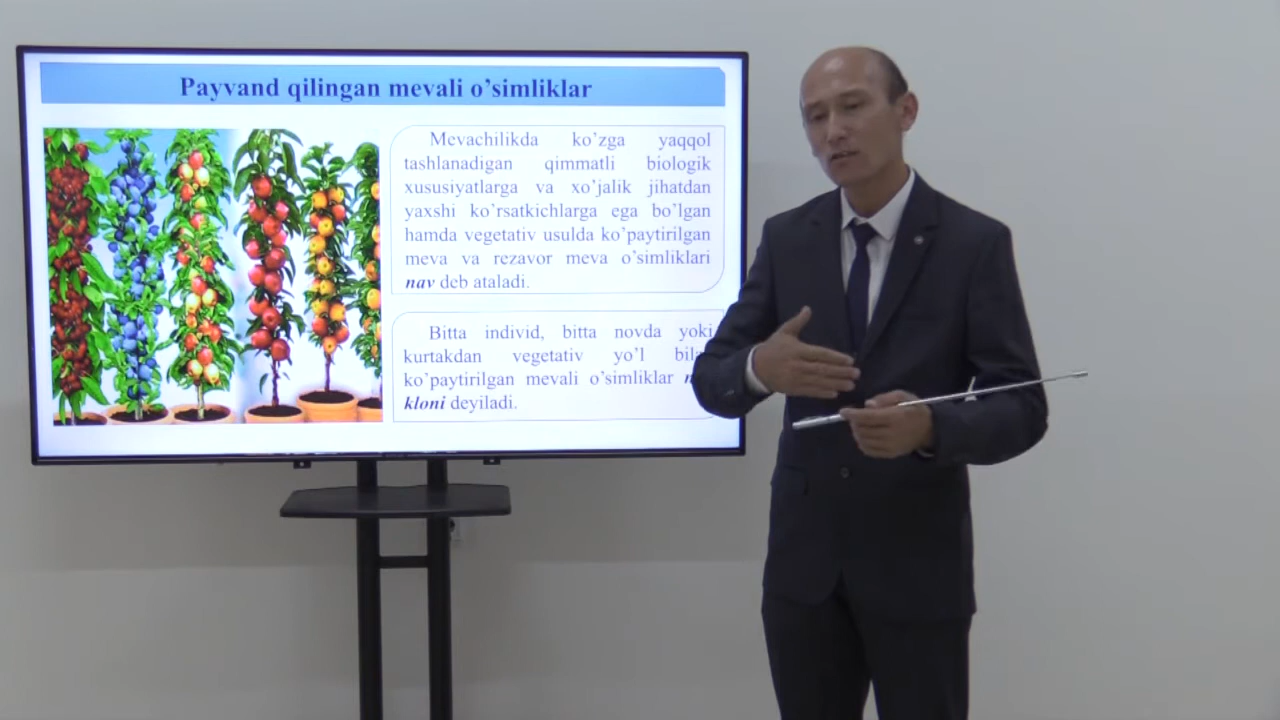 Payvand qilingan mevali o’simliklar
Mevachilikda ko’zga yaqqol
tashlanadigan qimmatli biologik
xususiyatlarga va xo’jalik jihatdan
yaxshi ko’rsatkichlarga ega bo’lgan
hamda vegetativ usulda ko’paytirilgan
meva va rezavor meva o’simliklari
nav deb ataladi.
Bitta individ, bitta novda yoki
kurtakdan vegetativ yo’l
ko’paytirilgan mevali o’simliklar
kloni deyiladi.